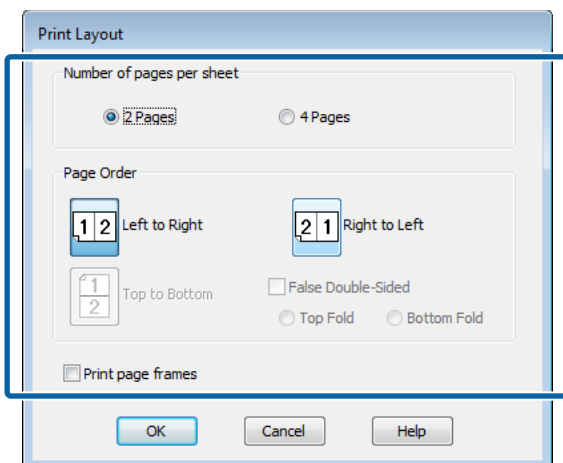 Print Layout
Number of pages per sheet
2 Pages 4 Pages
Page Order
1 2 Left to Right 2 1 Right to Left
1
2
Top to Bottom False Double-Sided
Top Fold Bottom Fold
Print page frames
OK Cancel Help